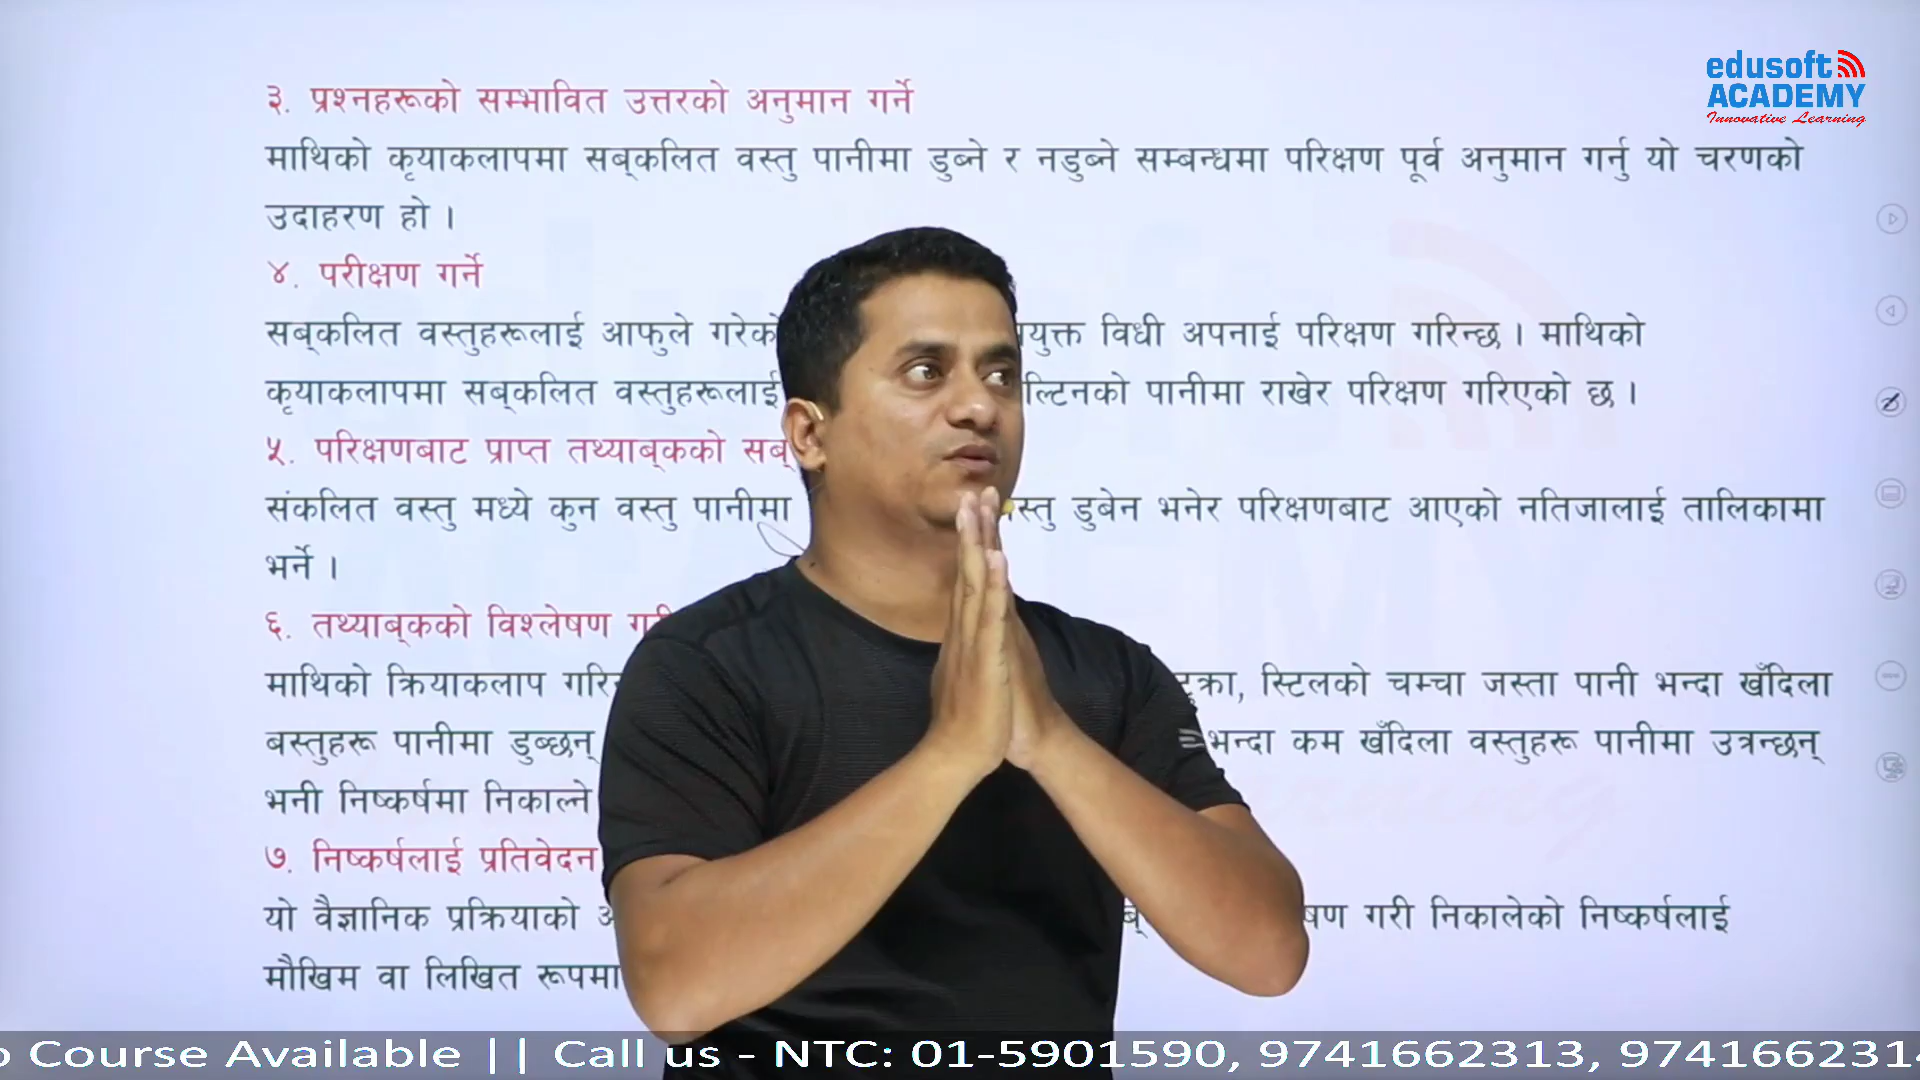 edusoft
ACADEMY
Innovative Learning
३. प्रश्नहरूको सम्भावित उत्तरको अनुमान गर्ने
माथिको कृयाकलापमा सब्कलित वस्तु पानीमा डुब्ने र नडुब्ने सम्बन्धमा परिक्षण पूर्व अनुमान गर्नु यो चरणको
उदाहरण हो ।
४. परीक्षण गर्ने
सब्कलित वस्तुहरूलाई आफुले गरेको विधी अपनाई परिक्षण गरिन्छ । माथिको
कृयाकलापमा सब्कलित वस्तुहरूलाई पानीमा राखेर परिक्षण गरिएको छ ।
५. परिक्षणबाट प्राप्त तथ्याब्कको
संकलित वस्तु मध्ये कुन वस्तु पानीमा डुबेन भनेर परिक्षणबाट आएको नतिजालाई तालिकामा
भर्ने ।
६. तथ्याब्कको विश्लेषण
माथिको क्रियाकलाप स्टिलको चम्चा जस्ता पानी भन्दा खँदिला
बस्तुहरू पानीमा डुब्छन् भन्दा कम खँदिला वस्तुहरू पानीमा उत्रन्छन्
भनी निष्कर्षमा निकाल्ने
७. निष्कर्षलाई प्रतिवेदन
यो वैज्ञानिक प्रक्रियाको गरी निकालेको निष्कर्षलाई
मौखिम वा लिखित रूपमा
Course Available || Call us - NTC: 01-5901590, 9741662313, 974166231